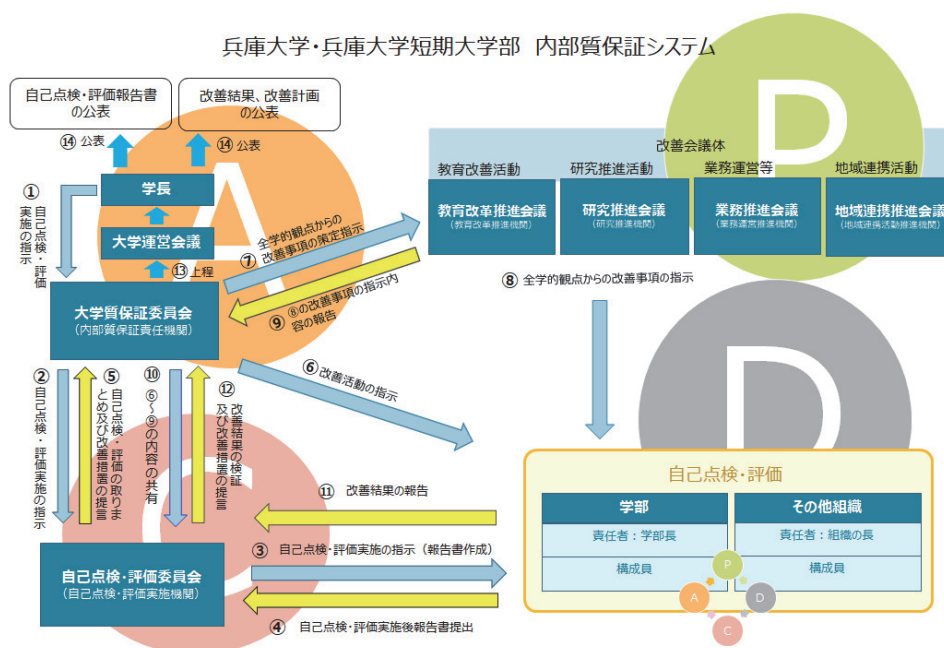 兵庫大学・兵庫大学短期大学部 内部質保証システム
自己点検・評価報告書
の公表
改善結果、改善計画
の公表
⑭ 公表
⑭ 公表
学長
大学運営会議
⑬ 上程
大学質保証委員会
（内部質保証責任機関）
① 自己点検・評価
実施の指示
A
P
改善会議体
教育改善活動
研究推進活動
業務運営等
地域連携活動
教育改革推進会議
（教育改革推進機関）
研究推進会議
（研究推進機関）
業務推進会議
（業務運営推進機関）
地域連携推進会議
（地域連携活動推進機関）
⑦ 全学的観点からの
改善事項の策定指示
⑨ ⑧の改善事項の指示内
容の報告
⑧ 全学的観点からの改善事項の指示
⑥ 改善活動の指示
② 自己点検・評価実施の指示
⑤ 自己点検・評価の取りま
とめ及び改善措置の提言
⑩ ⑥～⑨の内容の共有
⑫ 改善結果の検証
及び改善措置の提言
C
D
自己点検・評価委員会
（自己点検・評価実施機関）
⑪ 改善結果の報告
③ 自己点検・評価実施の指示（報告書作成）
④ 自己点検・評価実施後報告書提出
自己点検・評価
学部
その他組織
責任者：学部長
責任者：組織の長
構成員
構成員
P
A
D
C